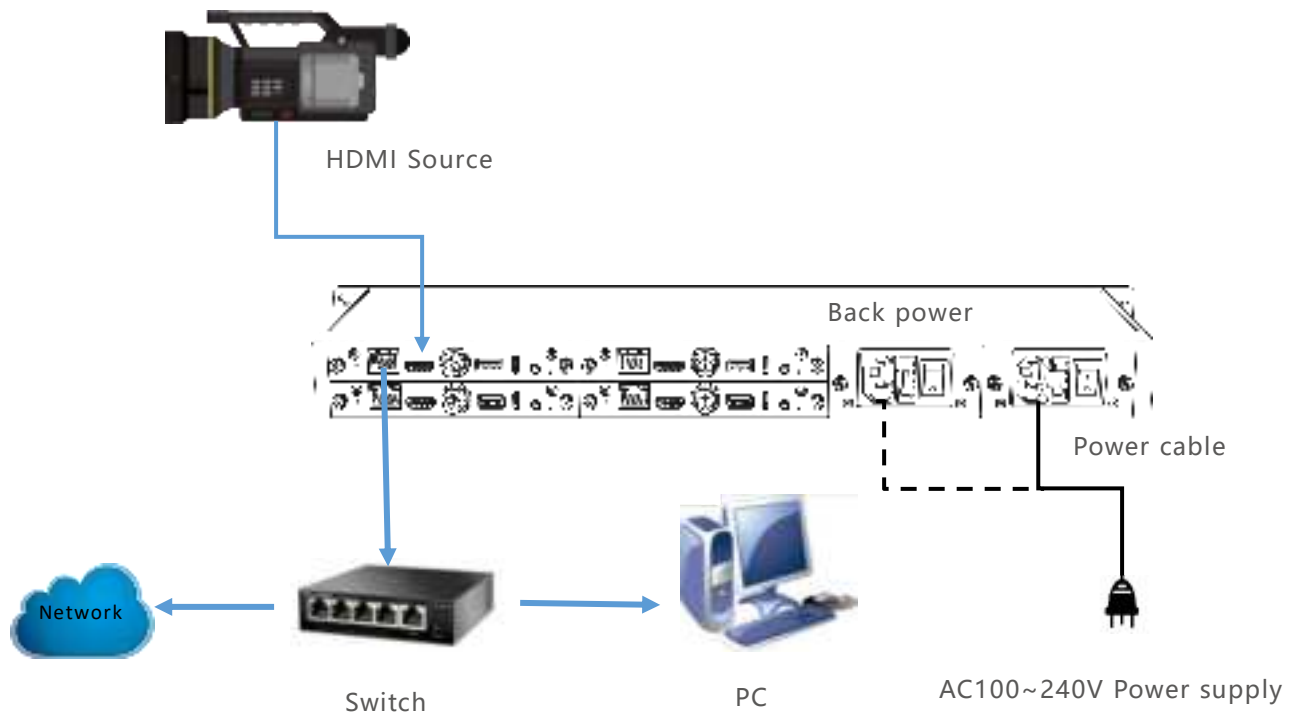 HDMI Source
Back power
Power cable
Network
Switch
PC
AC100~240V Power supply